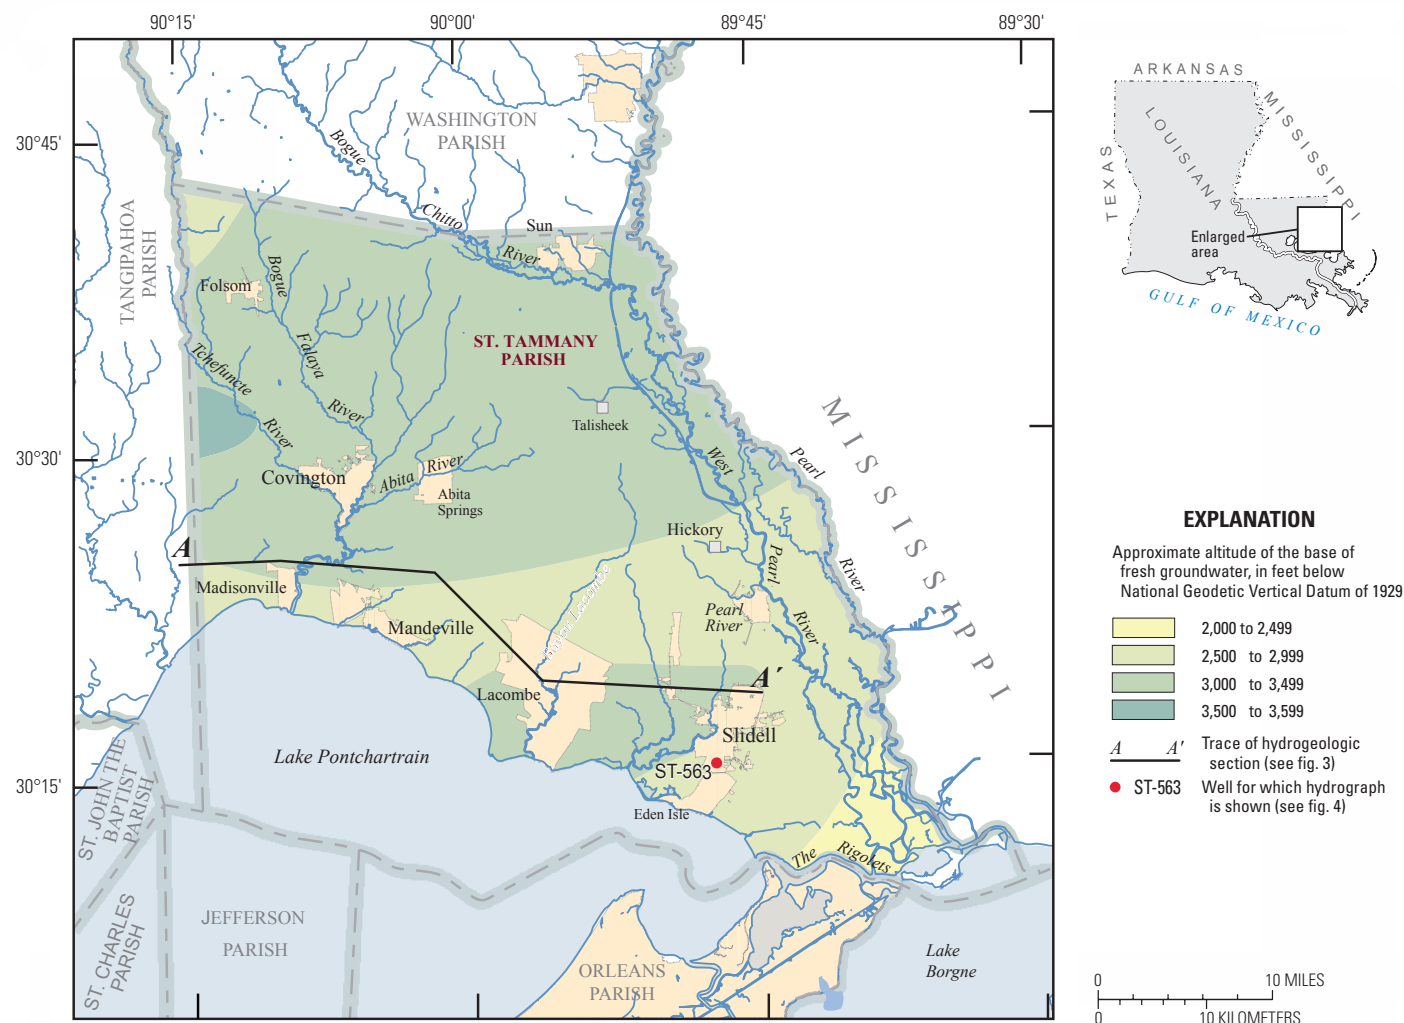 90°15'
90°00'
89°45'
89°30'
30°45'
30°30'
30°15'
WASHINGTON
PARISH
TANGIPAHOA
PARISH
Bogue
Chitto
River
Sun
Folsom
Bogue
Falaya
River
Tchefuncte
River
ST. TAMMANY
PARISH
Talisheek
Covington
Abita
River
Abita
Springs
West
Pearl
River
Pearl
River
MISSISSIPPI
Hickory
A
Madisonville
Mandeville
Bayou Lacombe
Pearl
River
Lacombe
A′
Slidell
ST-563
Eden Isle
Lake Pontchartrain
The Rigolets
ST. JOHN THE
BAPTIST
PARISH
ST. CHARLES
PARISH
JEFFERSON
PARISH
ORLEANS
PARISH
Lake
Borgne
ARKANSAS
MISSISSIPPI
LOUISIANA
TEXAS
Enlarged
area
GULF OF MEXICO
EXPLANATION
Approximate altitude of the base of
fresh groundwater, in feet below
National Geodetic Vertical Datum of 1929
2,000 to 2,499
2,500 to 2,999
3,000 to 3,499
3,500 to 3,599
A A′ Trace of hydrogeologic
section (see fig. 3)
ST-563 Well for which hydrograph
is shown (see fig. 4)
0 10 MILES
0 10 KILOMETERS